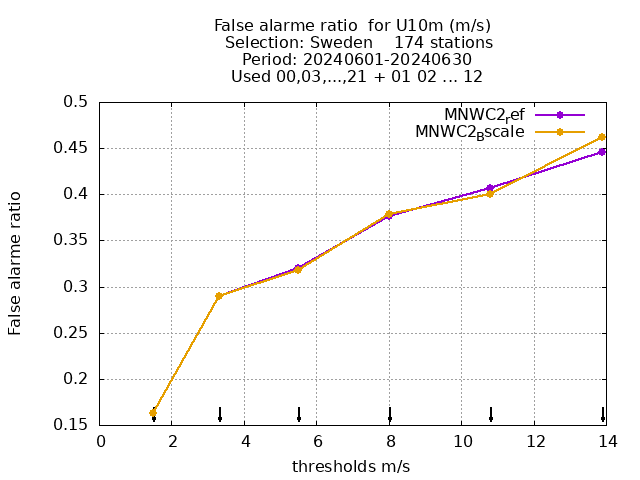 False alarme ratio  for U10m (m/s)
Selection: Sweden    174 stations
Period: 20240601-20240630
Used 00,03,...,21 + 01 02 ... 12
MNWC2ref
MNWC2Bscale
False alarme ratio
0.5
0.45
0.4
0.35
0.3
0.25
0.2
0.15
0 2 4 6 8 10 12 14
thresholds m/s